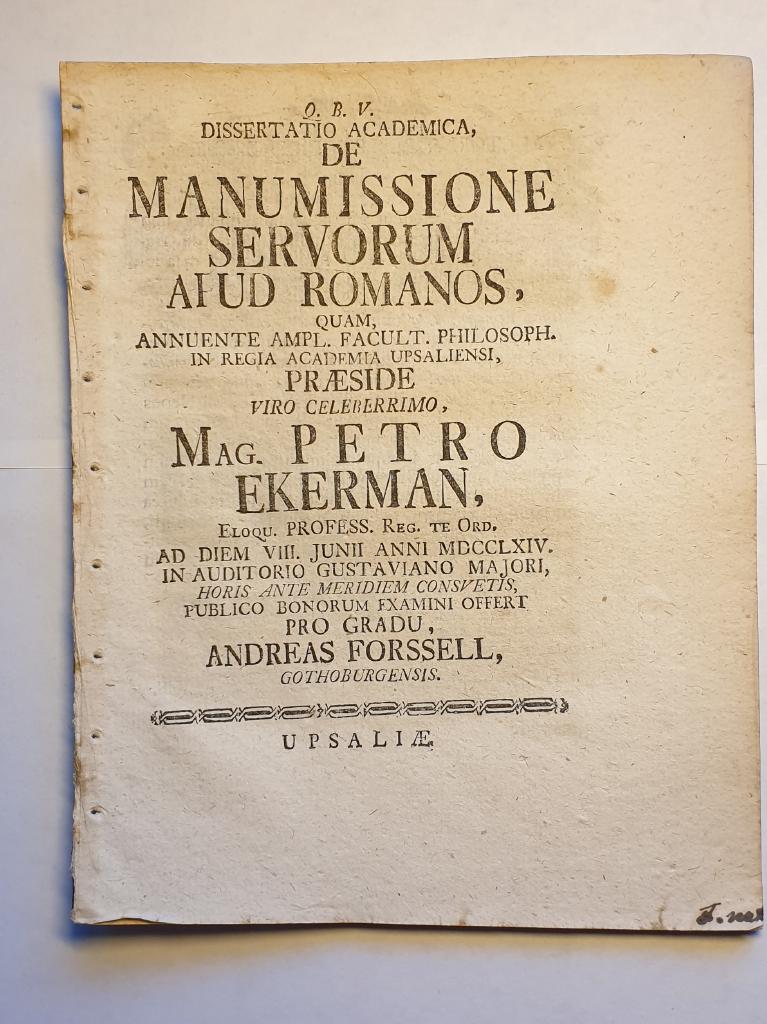 Q. B. V.
DISSERTATIO ACADEMICA,
DE
MANUMISSIONE
SERVORUM
APUD ROMANOS,
QUAM,
ANNUENTE AMPL. FACULT. PHILOSOPH.
IN REGIA ACADEMIA UPSALIENSI,
PRÆSIDE
VIRO CELEBERRIMO,
MAG. PETRO
EKERMAN,
ELOQU. PROFESS. REG. TE ORD.
AD DIEM VIII. JUNII ANNI MDCCLXIV.
IN AUDITORIO GUSTAVIANO MAJORI,
HORIS ANTE MERIDIEM CONSVETIS,
PUBLICO BONORUM EXAMINI OFFERT
PRO GRADU,
ANDREAS FORSSELL,
GOTHOBURGENSIS.
UPSALIÆ